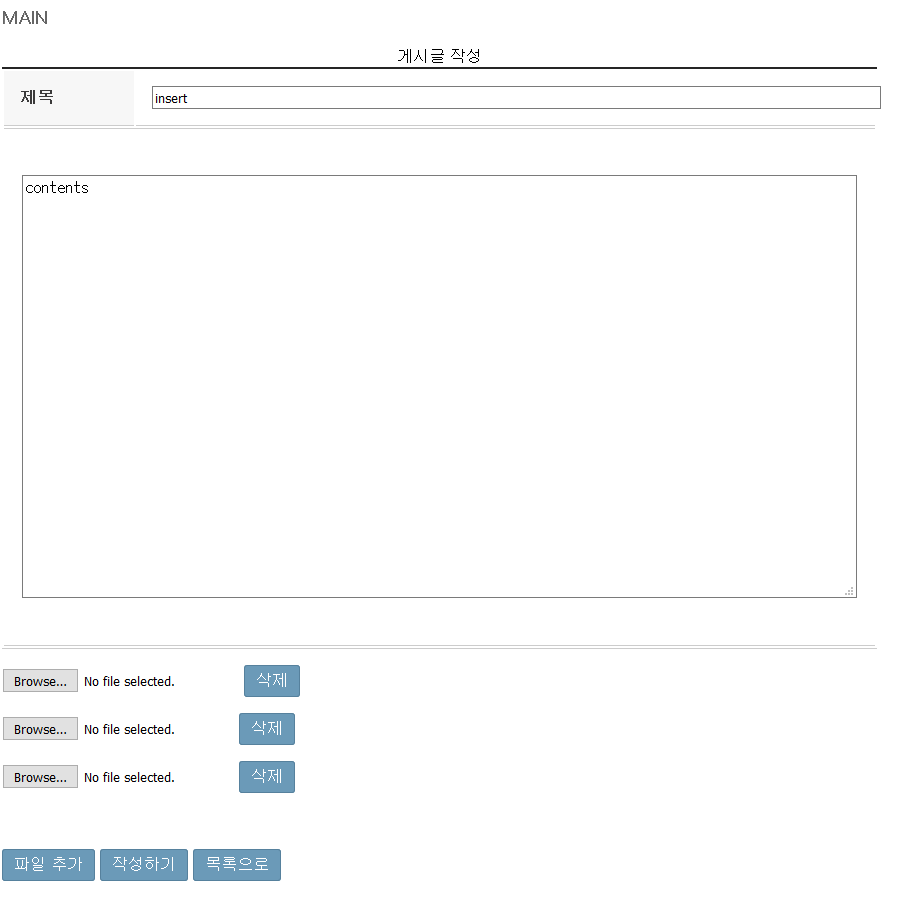 MAIN
게시글 작성
제목 insert
contents
Browse... No file selected. 삭제
Browse... No file selected. 삭제
Browse... No file selected. 삭제
파일 추가 작성하기 목록으로